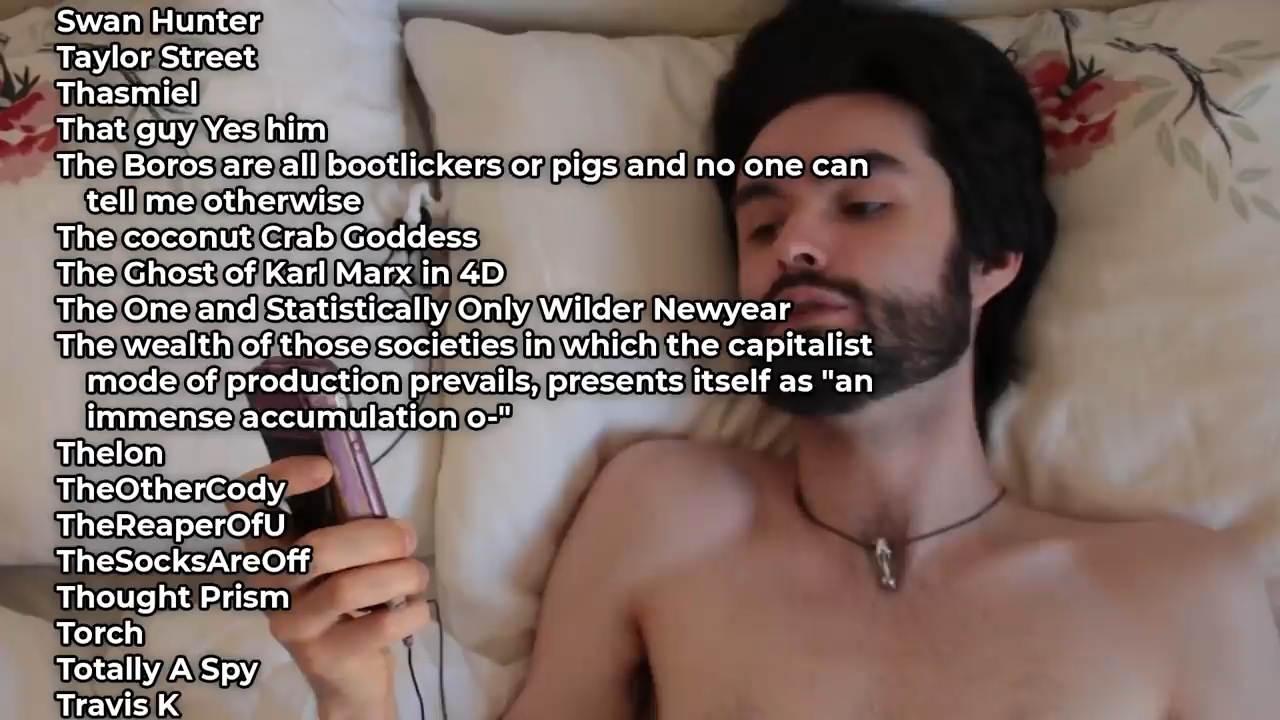 Swan Hunter
Taylor Street
Thasmiel
That guy Yes him
The Boros are all bootlickers or pigs and no one can
tell me otherwise
The coconut Crab Goddess
The Ghost of Karl Marx in 4D
The One and Statistically Only Wilder Newyear
The wealth of those societies in which the capitalist
mode of production prevails, presents itself as "an
immense accumulation o-"
Thelon
TheOtherCody
TheReaperOfU
TheSocksAreOff
Thought Prism
Torch
Totally A Spy
Travis K